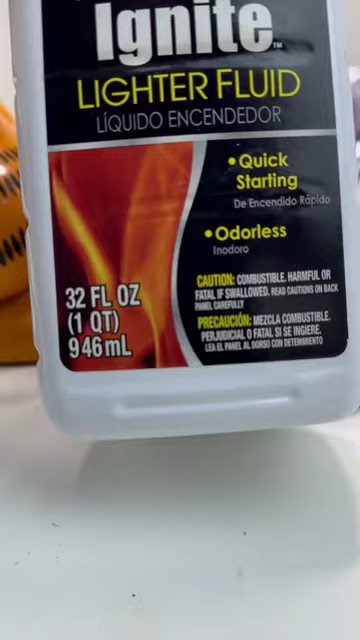 Ignite™
LIGHTER FLUID
LÍQUIDO ENCENDEDOR
• Quick
Starting
De Encendido Rápido
• Odorless
Inodoro
CAUTION: COMBUSTIBLE. HARMFUL OR
FATAL IF SWALLOWED. READ CAUTIONS ON BACK
PANEL CAREFULLY
PRECAUCIÓN: MEZCLA COMBUSTIBLE.
PERJUDICIAL O FATAL SI SE INGIERE.
LEA EL PANEL AL DORSO CON DETENIMIENTO
32 FL OZ
(1 QT)
946mL